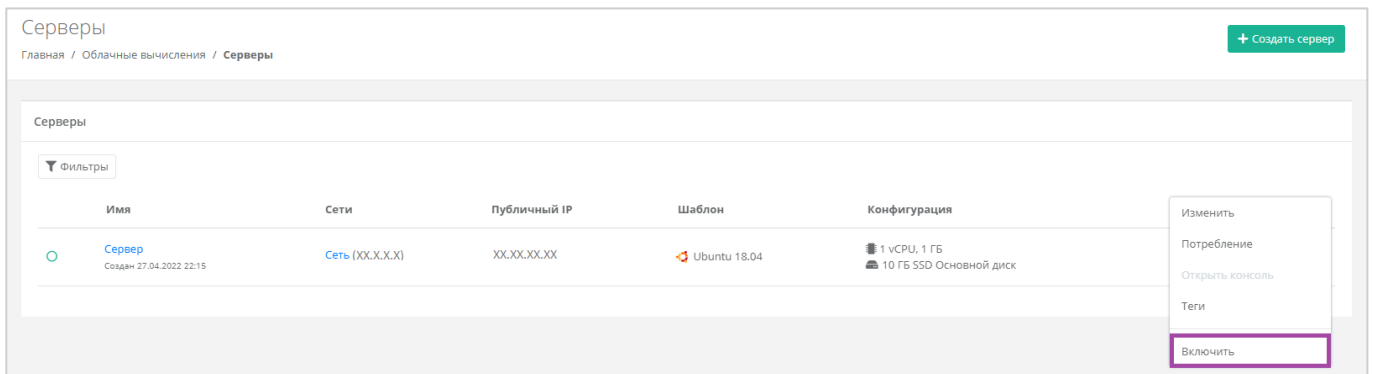 Серверы
+ Создать сервер
Главная / Облачные вычисления / Серверы
Серверы
Фильтры
Имя Сети Публичный IP Шаблон Конфигурация
Сервер Сеть (XX.X.X.X) XX.XX.XX.XX Ubuntu 18.04 1 vCPU, 1 ГБ
Создан 27.04.2022 22:15 10 ГБ SSD Основной диск
Изменить
Потребление
Открыть консоль
Теги
Включить